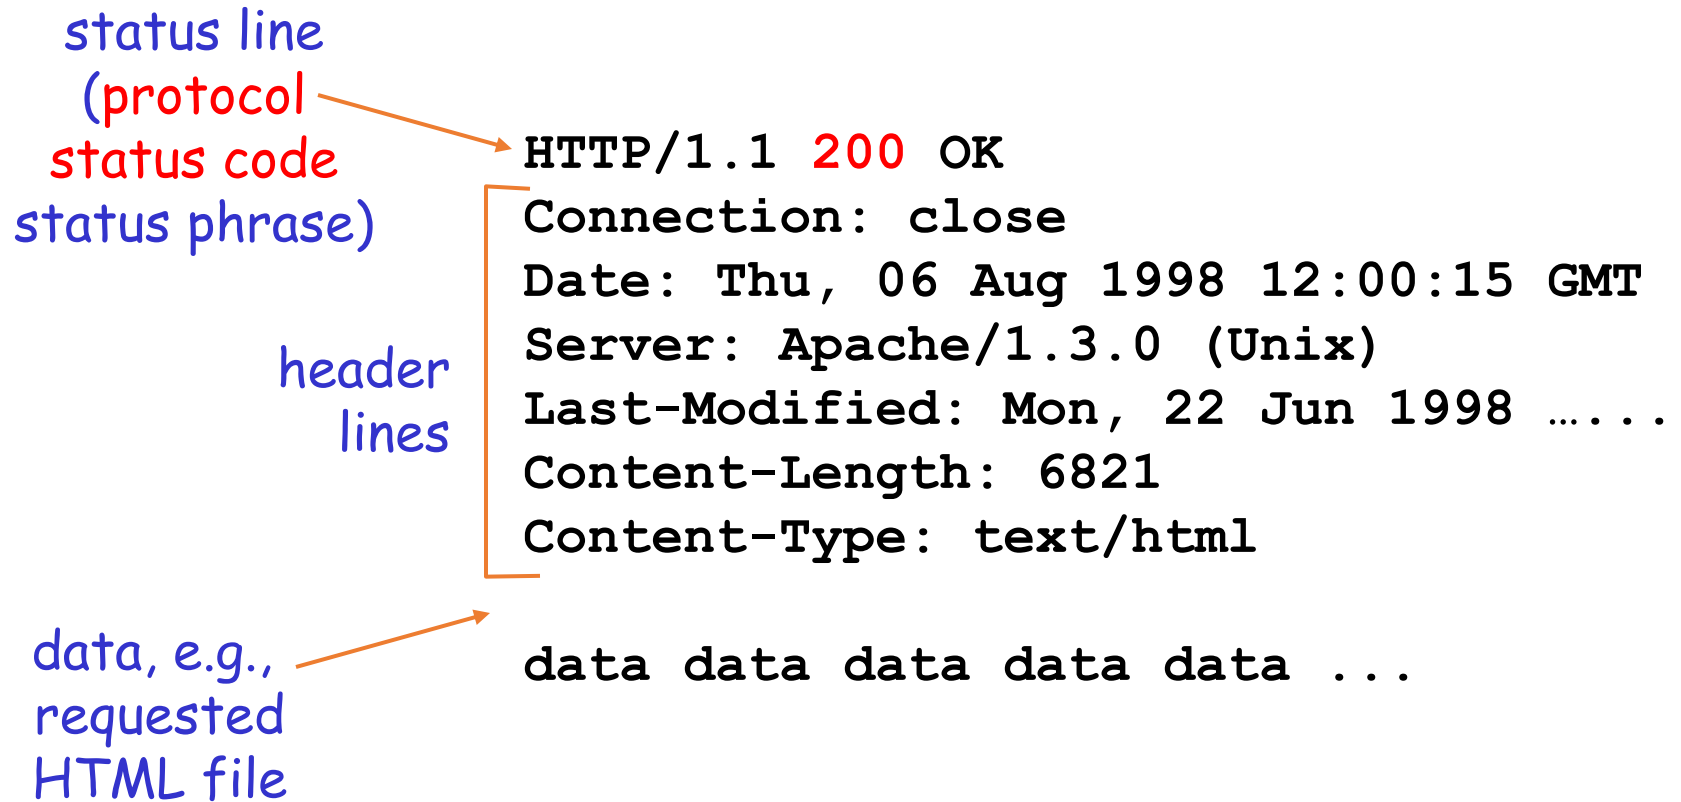 status line
(protocol
status code
status phrase)
HTTP/1.1 200 OK
Connection: close
Date: Thu, 06 Aug 1998 12:00:15 GMT
Server: Apache/1.3.0 (Unix)
Last-Modified: Mon, 22 Jun 1998 …...
Content-Length: 6821
Content-Type: text/html
header
lines
data, e.g.,
requested
HTML file
data data data data data ...